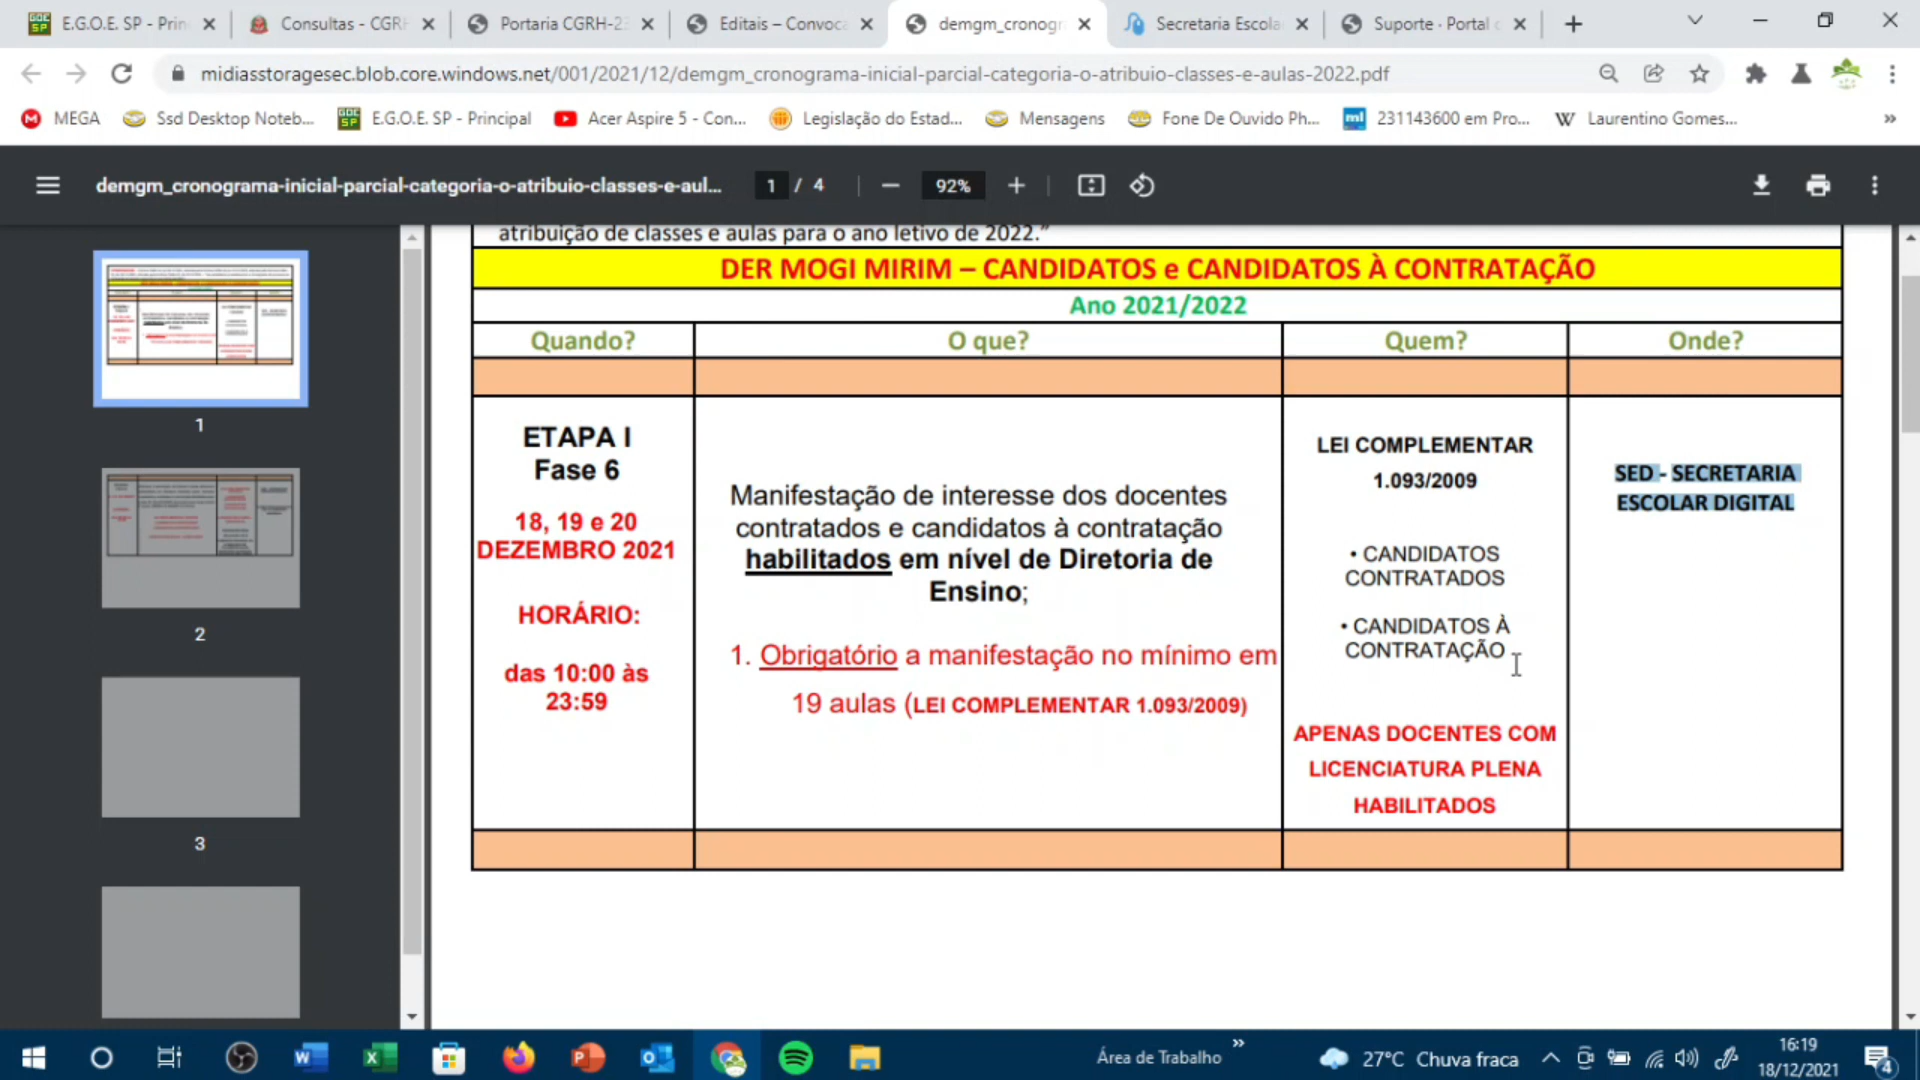 E.G.O.E. SP - Prin
Consultas - CGRH
Portaria CGRH-2
Editais – Convoca
demgm_cronogr
Secretaria Escola
Suporte · Portal
midiasstoragesec.blob.core.windows.net/001/2021/12/demgm_cronograma-inicial-parcial-categoria-o-atribuio-classes-e-aulas-2022.pdf
MEGA
Ssd Desktop Noteb...
E.G.O.E. SP - Principal
Acer Aspire 5 - Con...
Legislação do Estad...
Mensagens
Fone De Ouvido Ph...
231143600 em Pro...
Laurentino Gomes...
demgm_cronograma-inicial-parcial-categoria-o-atribuio-classes-e-aul...
1 / 4
92%
atribuição de classes e aulas para o ano letivo de 2022.”
DER MOGI MIRIM – CANDIDATOS e CANDIDATOS À CONTRATAÇÃO
Ano 2021/2022
Quando?
O que?
Quem?
Onde?
ETAPA I
Fase 6
18, 19 e 20
DEZEMBRO 2021
HORÁRIO:
das 10:00 às
23:59
Manifestação de interesse dos docentes
contratados e candidatos à contratação
habilitados em nível de Diretoria de
Ensino;
1. Obrigatório a manifestação no mínimo em
19 aulas (LEI COMPLEMENTAR 1.093/2009)
LEI COMPLEMENTAR
1.093/2009
• CANDIDATOS
CONTRATADOS
• CANDIDATOS À
CONTRATAÇÃO
APENAS DOCENTES COM
LICENCIATURA PLENA
HABILITADOS
SED - SECRETARIA
ESCOLAR DIGITAL
1
2
3
Área de Trabalho
27°C Chuva fraca
16:19
18/12/2021
4